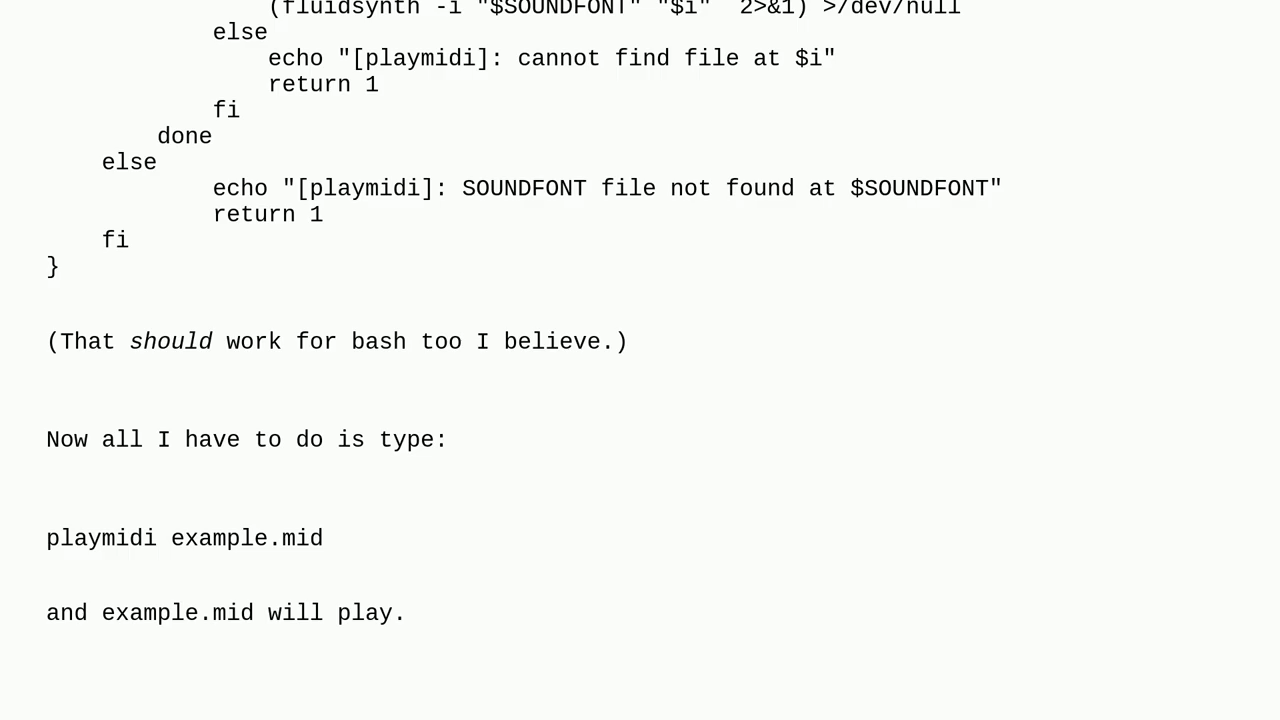 (fluidsynth -i "$SOUNDFONT" "$i"  2>&1) >/dev/null
else
echo "[playmidi]: cannot find file at $i"
return 1
fi
done
else
echo "[playmidi]: SOUNDFONT file not found at $SOUNDFONT"
return 1
fi
}
(That should work for bash too I believe.)
Now all I have to do is type:
playmidi example.mid
and example.mid will play.